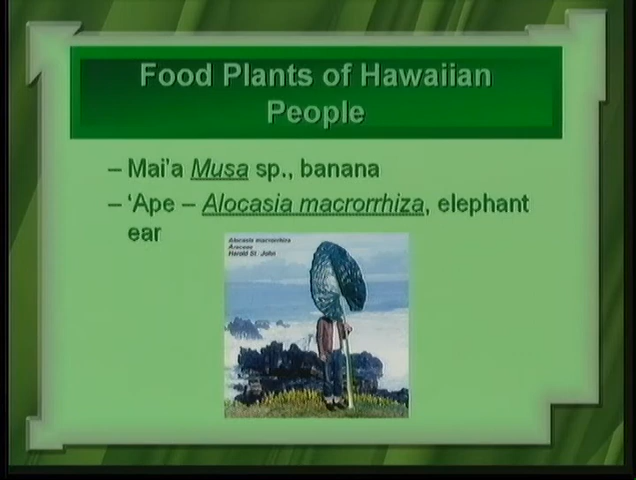 Food Plants of Hawaiian
People
– Mai'a Musa sp., banana
– ‘Ape – Alocasia macrorrhiza, elephant
ear
Alocasia macrorrhiza
Araceae
Harold St. John